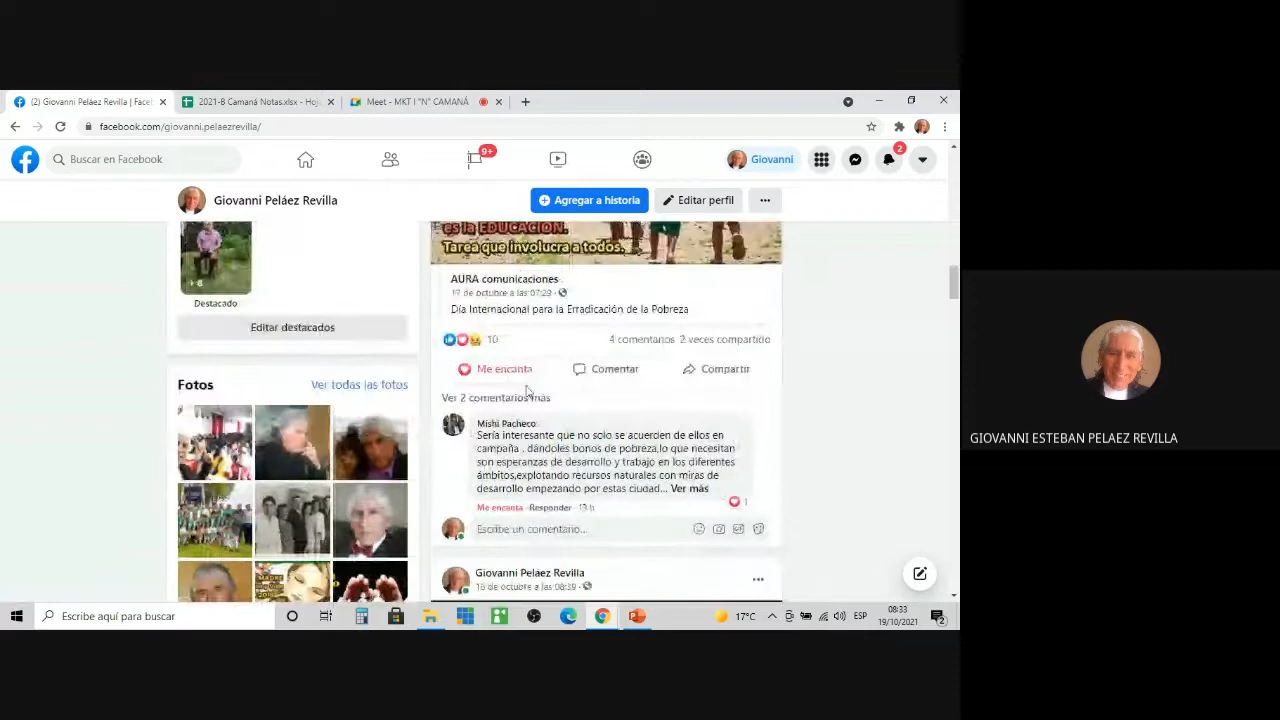 (2) Giovanni Peláez Revilla | Face
2021-B Camaná Notas.xlsx - Hoj
Meet - MKT I "N" CAMANÁ
facebook.com/giovanni.pelaezrevilla/
Buscar en Facebook
9+
Giovanni
2
Giovanni Peláez Revilla
Agregar a historia
Editar perfil
es la EDUCACIÓN.
Tarea que involucra a todos.
+8
Destacado
Editar destacados
AURA comunicaciones
17 de octubre a las 07:29
Día Internacional para la Erradicación de la Pobreza
10
4 comentarios 2 veces compartido
Me encanta
Comentar
Compartir
Fotos
Ver todas las fotos
Ver 2 comentarios más
Mishi Pacheco
Sería interesante que no solo se acuerden de ellos en
campaña , dándoles bonos de pobreza,lo que necesitan
son esperanzas de desarrollo y trabajo en los diferentes
ámbitos,explotando recursos naturales con miras de
desarrollo empezando por estas ciudad... Ver más
1
Me encanta · Responder · 13 h
Escribe un comentario...
Giovanni Peláez Revilla
16 de octubre a las 08:39
Escribe aquí para buscar
17°C
ESP
08:33
19/10/2021
2
GIOVANNI ESTEBAN PELAEZ REVILLA